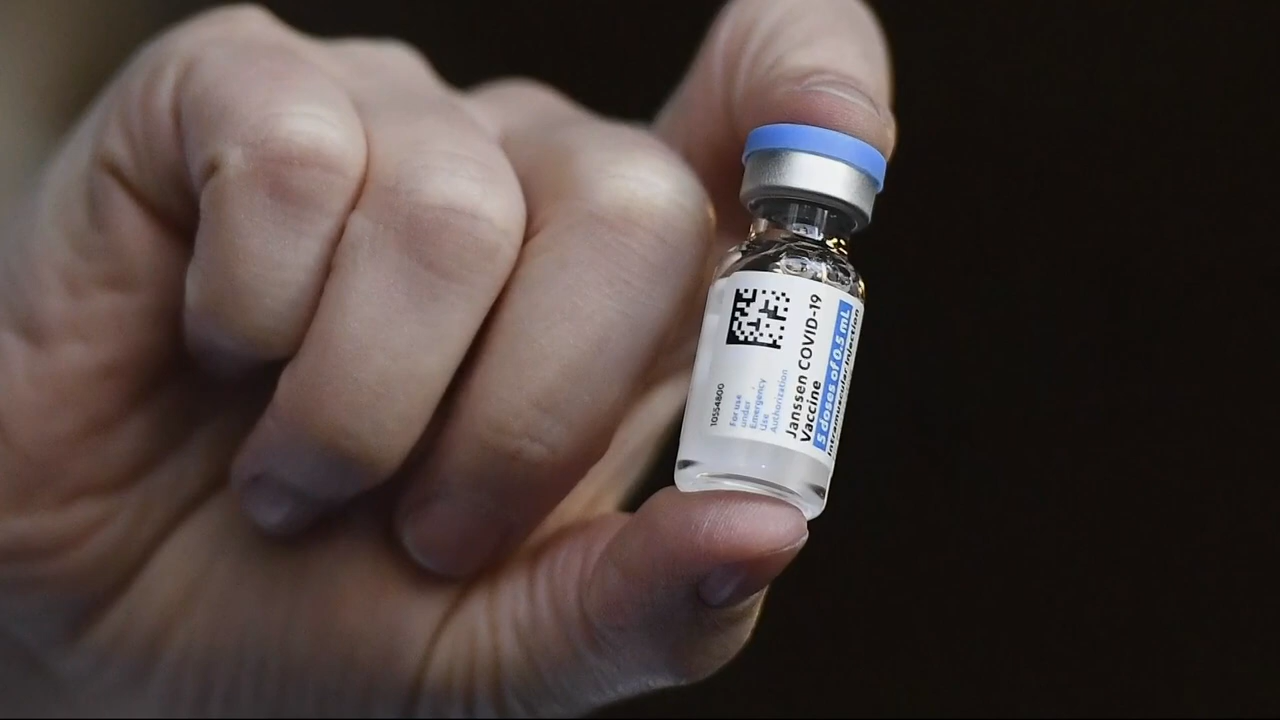 Janssen COVID-19
Vaccine
5 doses of 0.5 mL
Intramuscular Injection
For use
under
Emergency
Use
Authorization
10554800